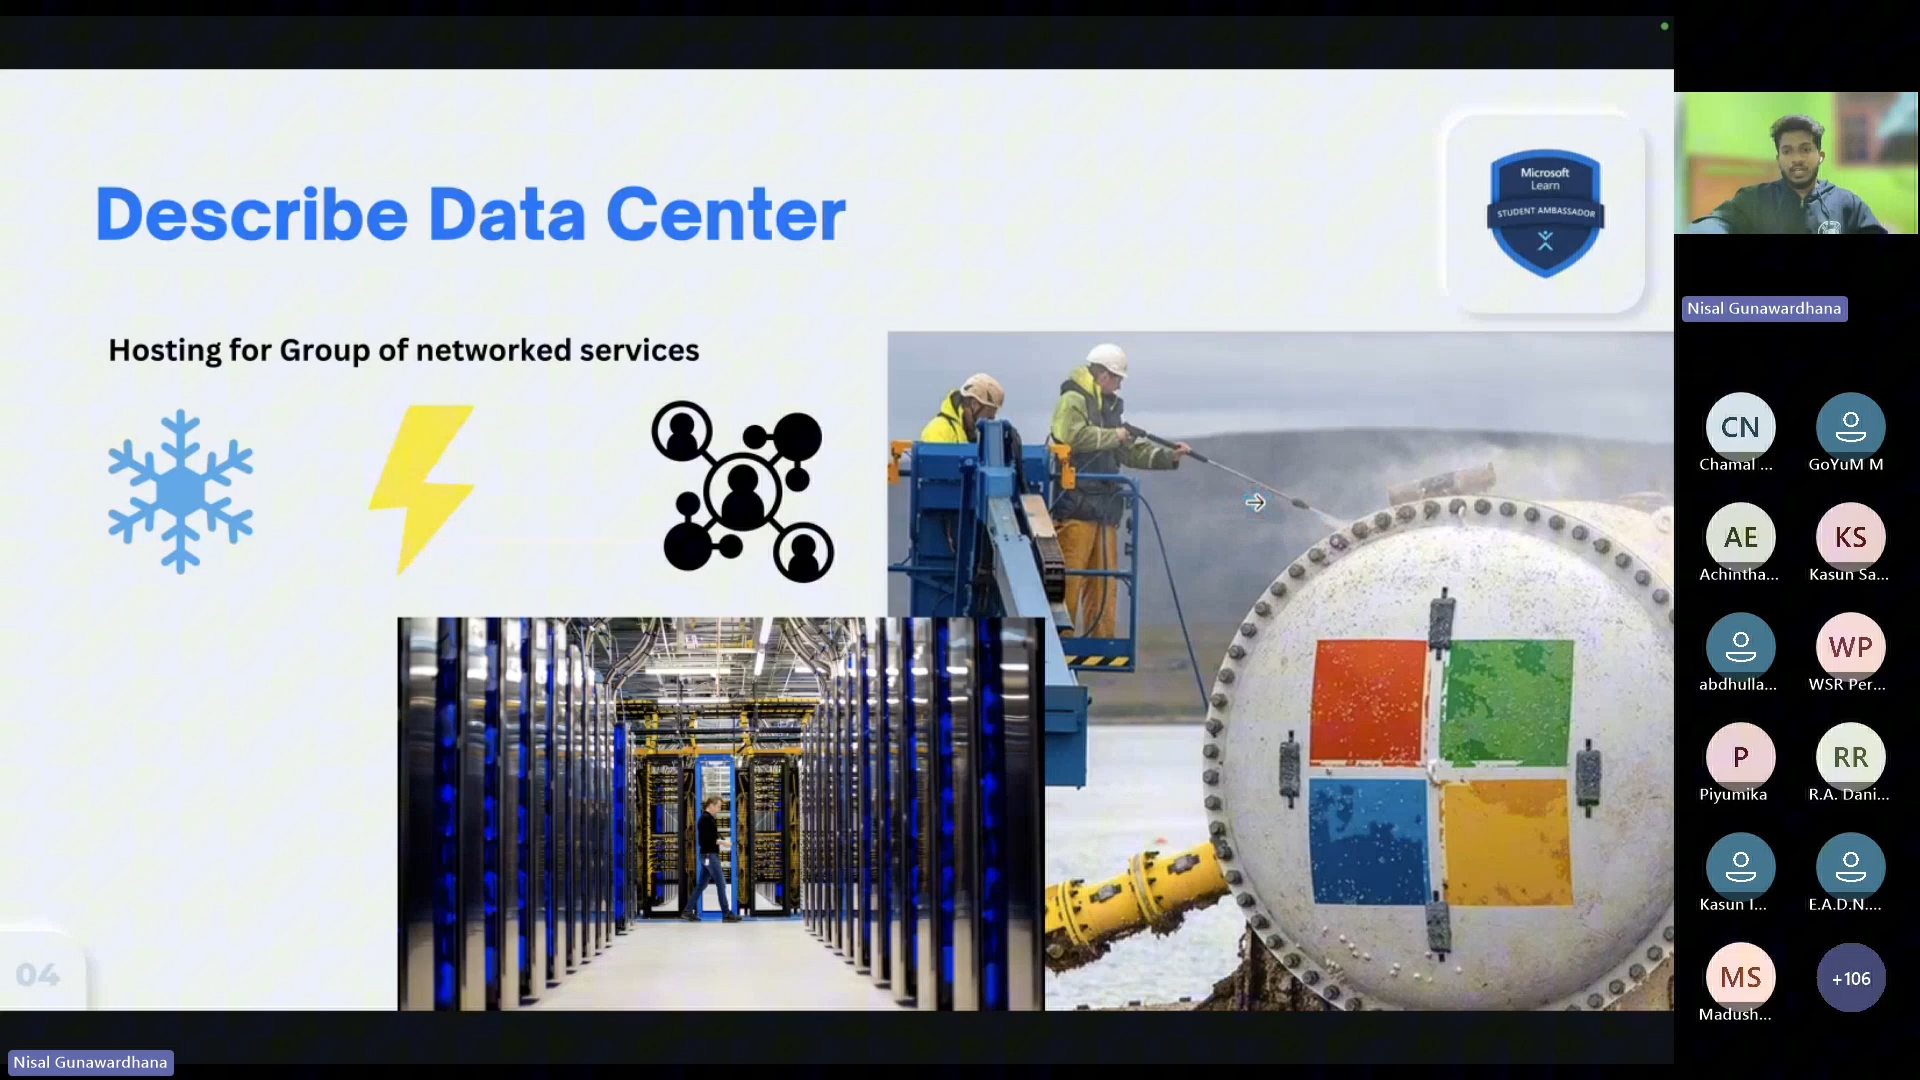 Describe Data Center
Microsoft
Learn
STUDENT AMBASSADOR
Hosting for Group of networked services
04
Nisal Gunawardhana
Nisal Gunawardhana
CN
Chamal ...
GoYuM M
AE
Achintha...
KS
Kasun Sa...
abdhulla...
WP
WSR Per...
P
Piyumika
RR
R.A. Dani...
Kasun I...
E.A.D.N....
MS
Madush...
+106